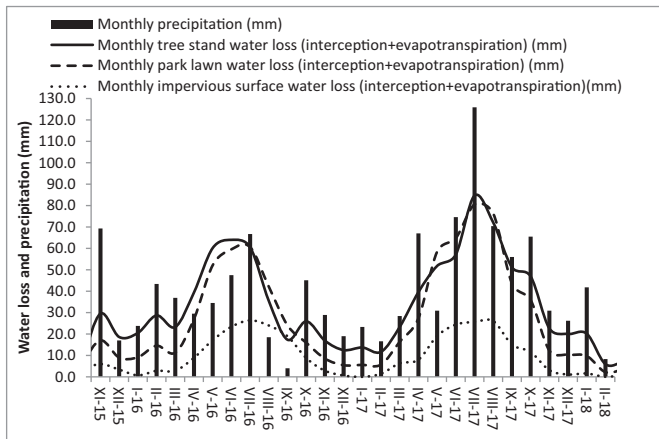 Monthly precipitation (mm)
Monthly tree stand water loss (interception+evapotranspiration) (mm)
Monthly park lawn water loss (interception+evapotranspiration) (mm)
Monthly impervious surface water loss (interception+evapotranspiration)(mm)
Water loss and precipitation (mm)
130.0
120.0
110.0
100.0
90.0
80.0
70.0
60.0
50.0
40.0
30.0
20.0
10.0
0.0
XI-15
XII-15
I-16
II-16
III-16
IV-16
V-16
VI-16
VII-16
VIII-16
IX-16
X-16
XI-16
XII-16
I-17
II-17
III-17
IV-17
V-17
VI-17
VII-17
VIII-17
IX-17
X-17
XI-17
XII-17
I-18
II-18